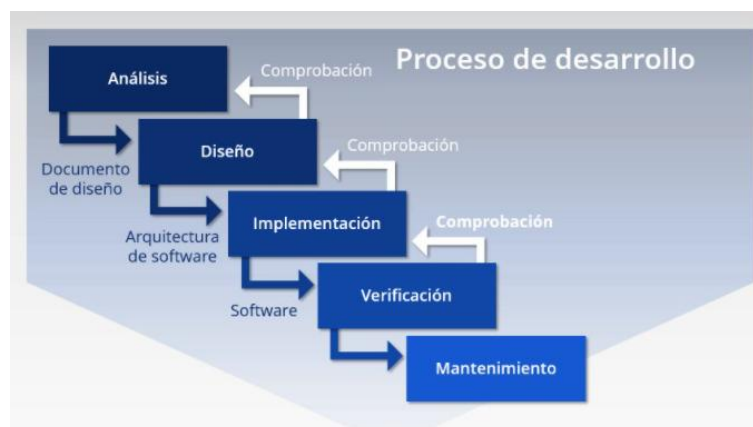 Proceso de desarrollo
Análisis
Comprobación
Diseño
Documento
de diseño
Comprobación
Implementación
Arquitectura
de software
Comprobación
Verificación
Software
Mantenimiento